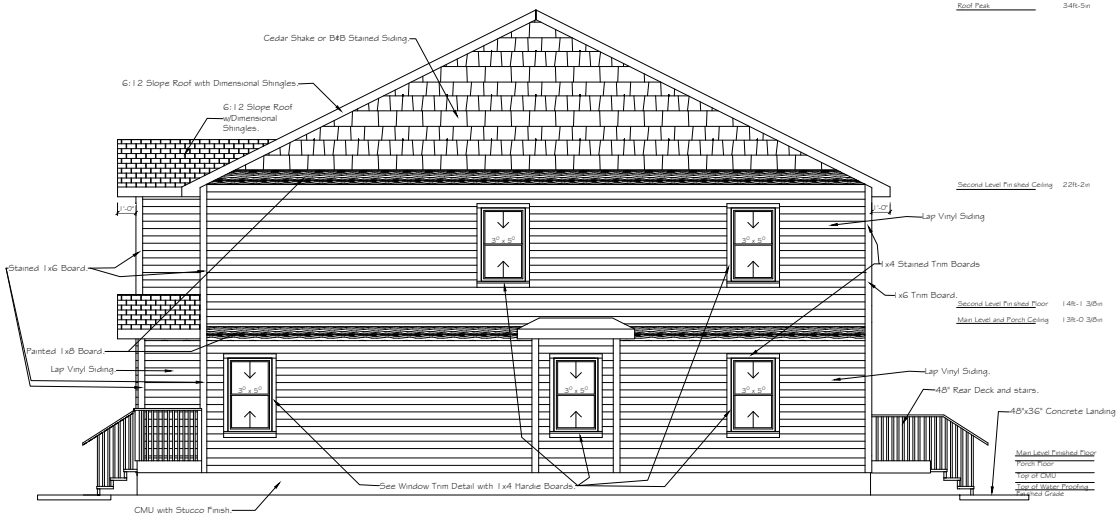 Roof Peak 34ft-5in
Cedar Shake or B&B Stained Siding.
6:12 Slope Roof with Dimensional Shingles.
6:12 Slope Roof
w/Dimensional
Shingles.
Second Level Finished Ceiling 22ft-2in
1'-0"
1'-0"
Lap Vinyl Siding
3⁰ x 5⁰
3⁰ x 5⁰
Stained 1x6 Board.
1x4 Stained Trim Boards
1x6 Trim Board.
Second Level Finished Floor 14ft-1 3/8in
Main Level and Porch Ceiling 13ft-0 3/8in
Painted 1x8 Board.
Lap Vinyl Siding.
Lap Vinyl Siding.
3⁰ x 5⁰
3⁰ x 5⁰
3⁰ x 5⁰
48" Rear Deck and stairs.
48"x36" Concrete Landing
Main Level Finished Floor
Porch Floor
Top of CMU
Top of Water Proofing
Finished Grade
See Window Trim Detail with 1x4 Hardie Boards.
CMU with Stucco Finish.